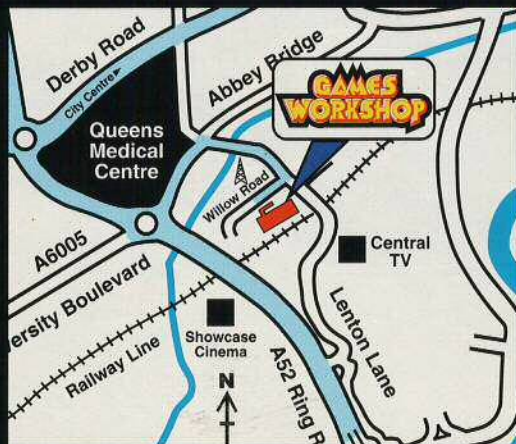 Derby Road
City Centre
Abbey Bridge
GAMES
WORKSHOP
Queens
Medical
Centre
Willow Road
A6005
Central
TV
versity Boulevard
Railway Line
Showcase
Cinema
Lenton Lane
A52 Ring R
N